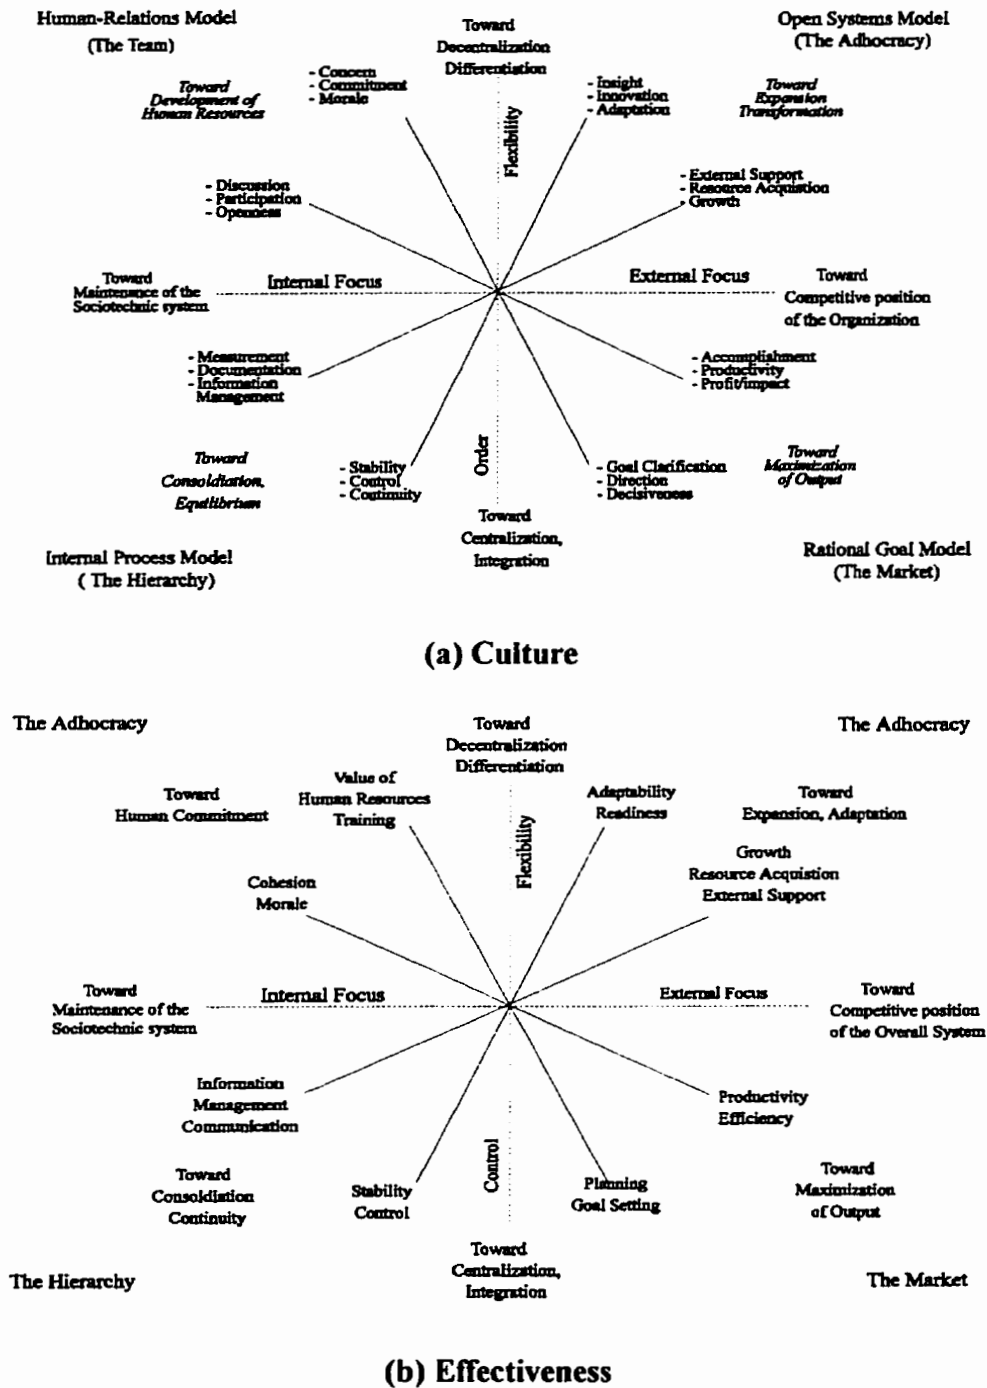 Human-Relations Model
(The Team)
Toward
Decentralization
Differentiation
Open Systems Model
(The Adhocracy)
Toward
Development of
Human Resources
- Concern
- Commitment
- Morale
Flexibility
- Insight
- Innovation
- Adaptation
Toward
Expansion
Transformation
- Discussion
- Participation
- Openness
- External Support
- Resource Acquistion
- Growth
Toward
Maintenance of the
Sociotechnic system
Internal Focus
External Focus
Toward
Competitive position
of the Organization
- Measurement
- Documentation
- Information
Management
- Accomplishment
- Productivity
- Profit/impact
Toward
Consoldiation,
Equilibrium
- Stability
- Control
- Continuity
Order
- Goal Clarification
- Direction
- Decisiveness
Toward
Maximization
of Output
Toward
Centralization,
Integration
Internal Process Model
( The Hierarchy)
Rational Goal Model
(The Market)
(a) Culture
The Adhocracy
Toward
Decentralization
Differentiation
The Adhocracy
Toward
Human Commitment
Value of
Human Resources
Training
Flexibility
Adaptability
Readiness
Toward
Expansion, Adaptation
Cohesion
Morale
Growth
Resource Acquistion
External Support
Toward
Maintenance of the
Sociotechnic system
Internal Focus
External Focus
Toward
Competitive position
of the Overall System
Information
Management
Communication
Productivity
Efficiency
Toward
Consoldiation
Continuity
Stability
Control
Control
Planning
Goal Setting
Toward
Maximization
of Output
Toward
Centralization,
Integration
The Hierarchy
The Market
(b) Effectiveness